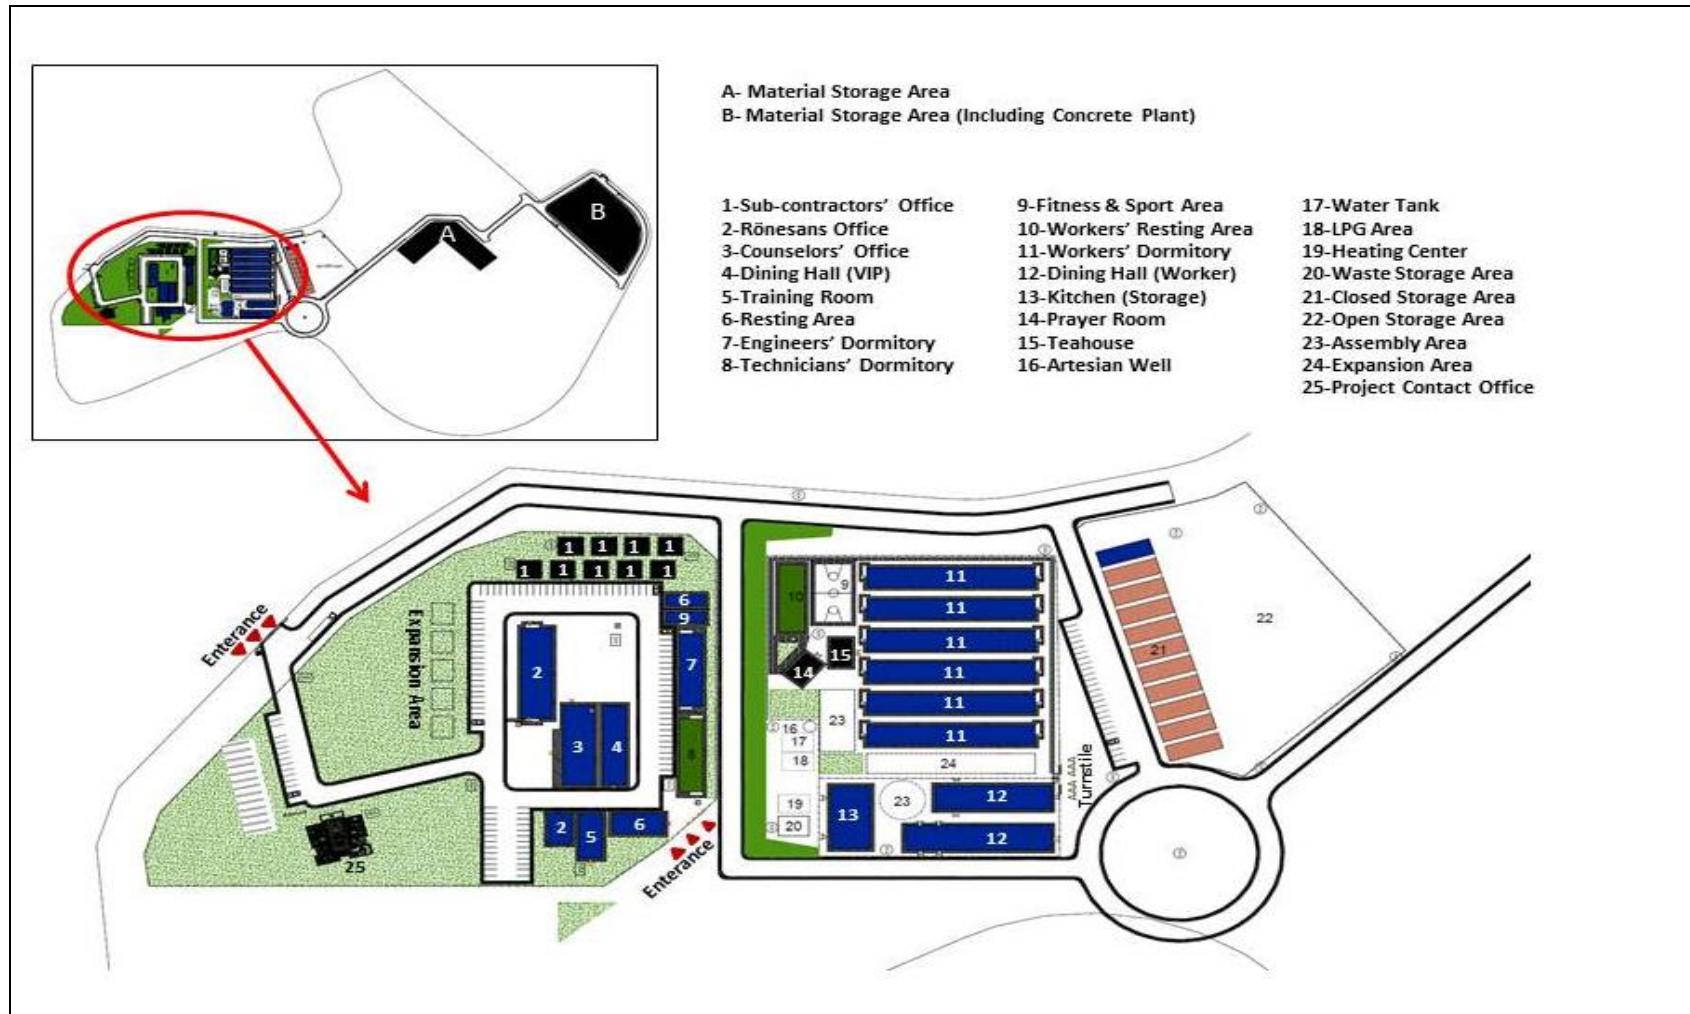 A- Material Storage Area
B- Material Storage Area (Including Concrete Plant)
A
B
1-Sub-contractors' Office
2-Rönesans Office
3-Counselors' Office
4-Dining Hall (VIP)
5-Training Room
6-Resting Area
7-Engineers' Dormitory
8-Technicians' Dormitory
9-Fitness & Sport Area
10-Workers' Resting Area
11-Workers' Dormitory
12-Dining Hall (Worker)
13-Kitchen (Storage)
14-Prayer Room
15-Teahouse
16-Artesian Well
17-Water Tank
18-LPG Area
19-Heating Center
20-Waste Storage Area
21-Closed Storage Area
22-Open Storage Area
23-Assembly Area
24-Expansion Area
25-Project Contact Office
1 1 1 1
1 1 1 1 1
Enterance
Expansion Area
6
9
7
2
3
4
8
2
5
6
25
Enterance
10
9
11
11
11
11
11
11
15
14
23
16
17
18
24
19
20
13
23
12
12
Turnstile
AAA AAA
21
22